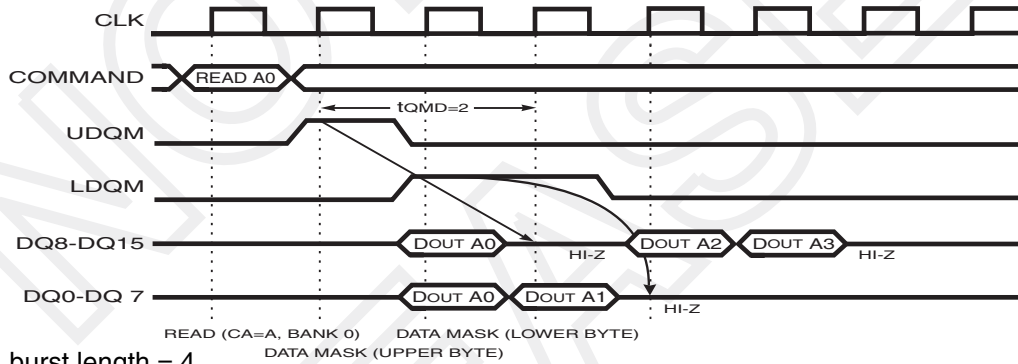 CLK
COMMAND READ A0
tQMD=2
UDQM
LDQM
DQ8-DQ15 DOUT A0 HI-Z DOUT A2 DOUT A3 HI-Z
DQ0-DQ 7 DOUT A0 DOUT A1 HI-Z
READ (CA=A, BANK 0) DATA MASK (LOWER BYTE)
DATA MASK (UPPER BYTE)
burst length = 4